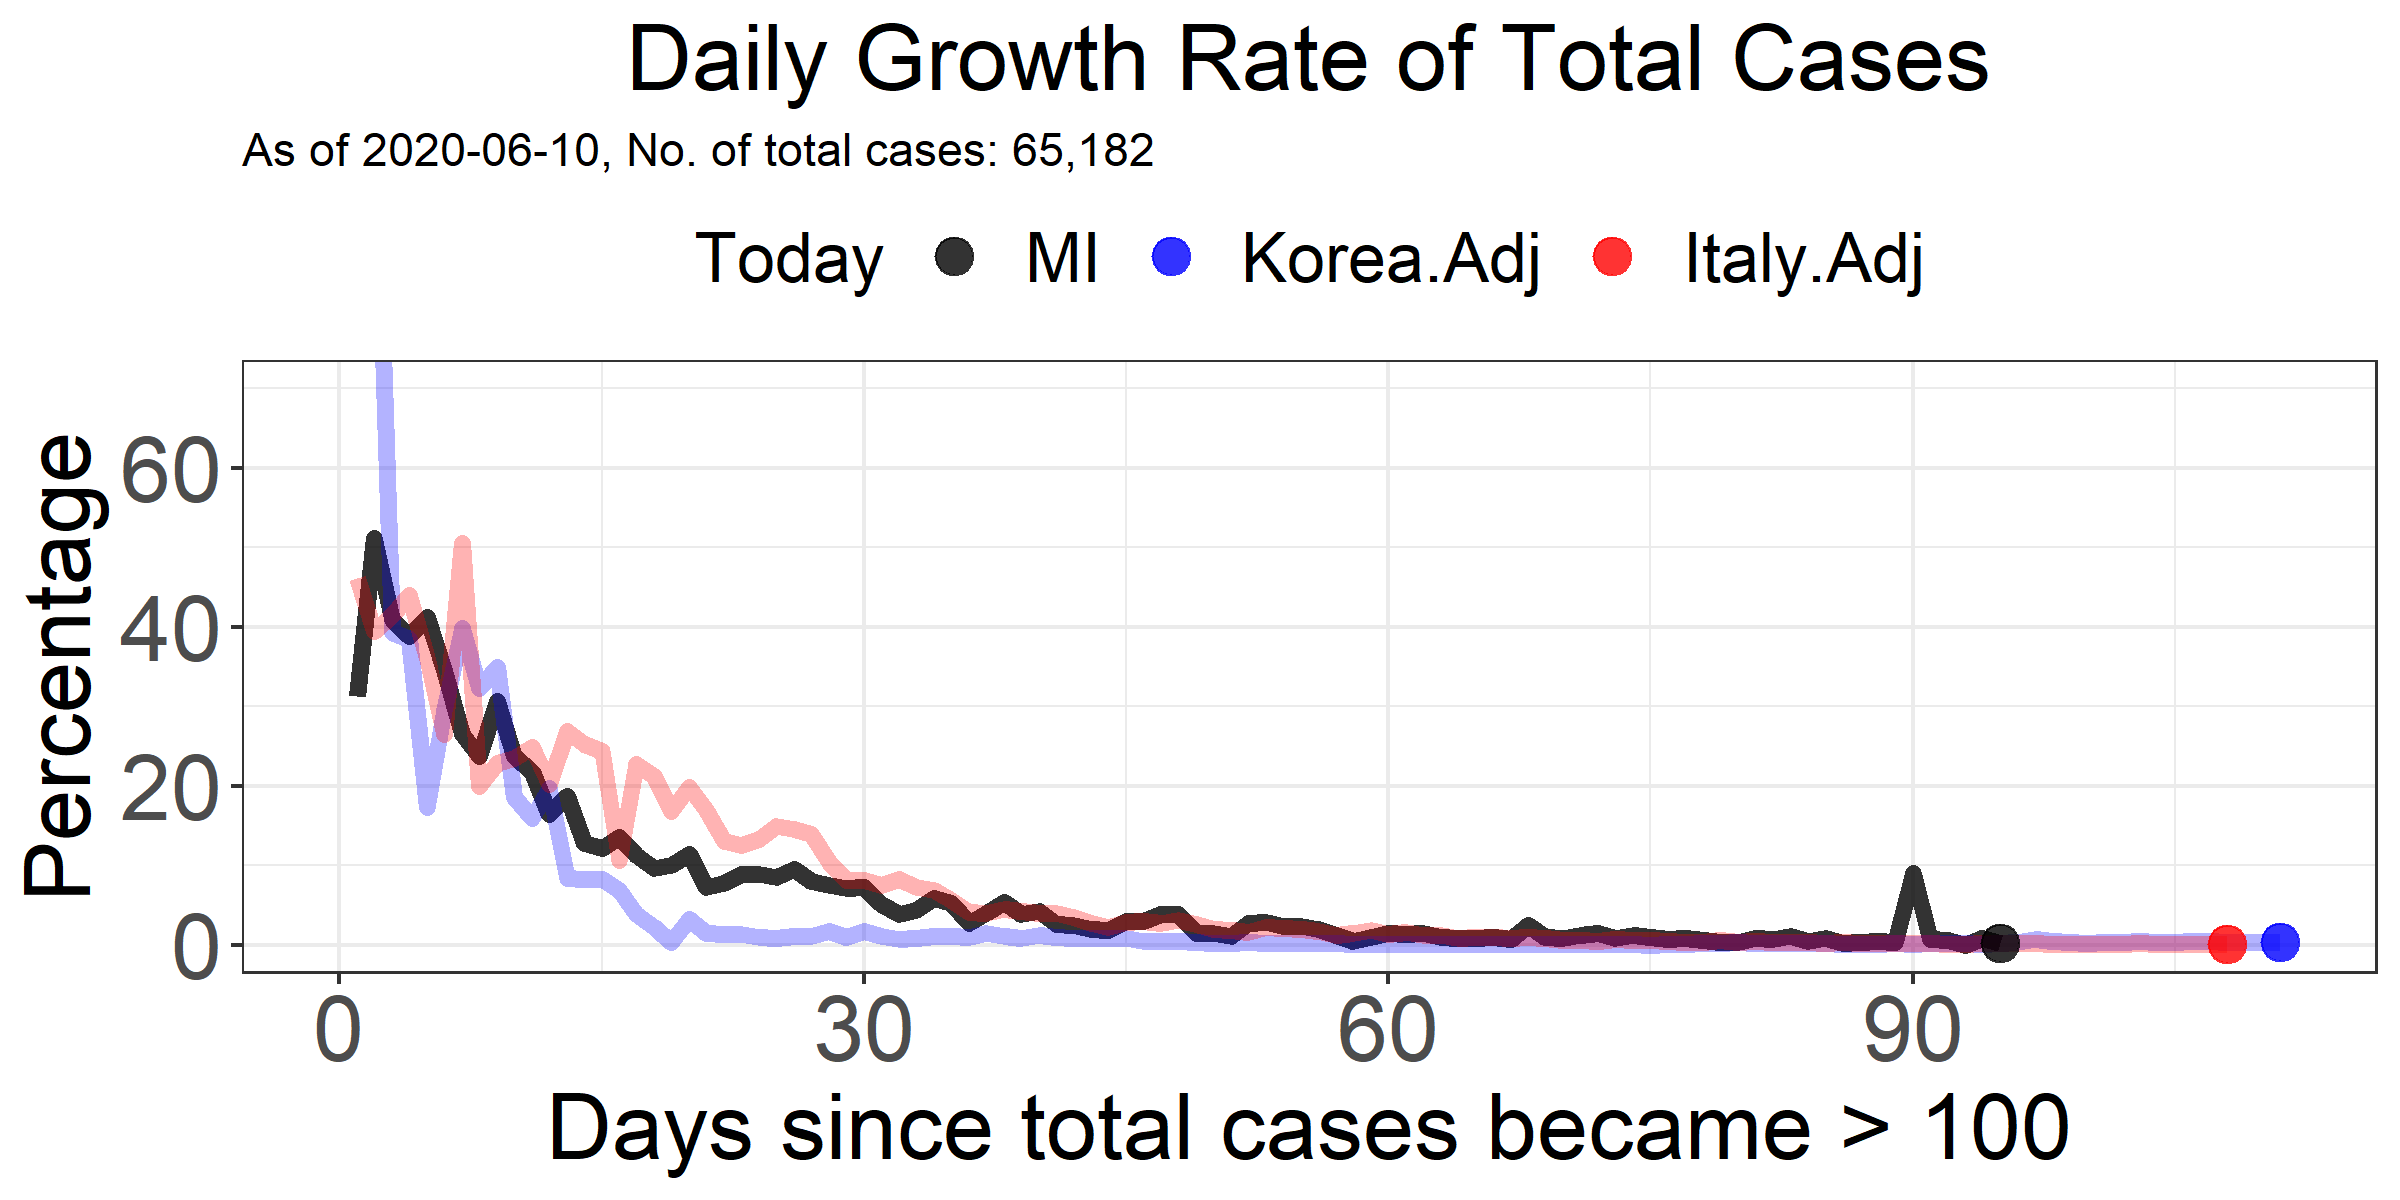 Daily Growth Rate of Total Cases
As of 2020-06-10, No. of total cases: 65,182
Today MI Korea.Adj Italy.Adj
Percentage
60
40
20
0
0 30 60 90
Days since total cases became > 100